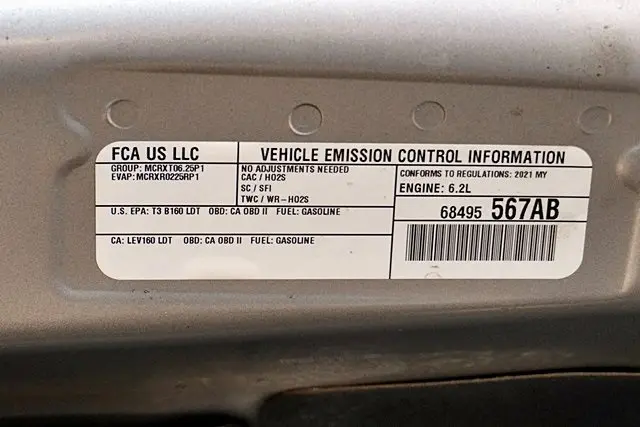 FCA US LLC
GROUP: MCRXT06.25P1
EVAP: MCRXR0225RP1
VEHICLE EMISSION CONTROL INFORMATION
NO ADJUSTMENTS NEEDED
CAC / HO2S
SC / SFI
TWC / WR-HO2S
CONFORMS TO REGULATIONS: 2021 MY
ENGINE: 6.2L
U.S. EPA: T3 B160 LDT OBD: CA OBD II FUEL: GASOLINE
CA: LEV160 LDT OBD: CA OBD II FUEL: GASOLINE
68495 567AB